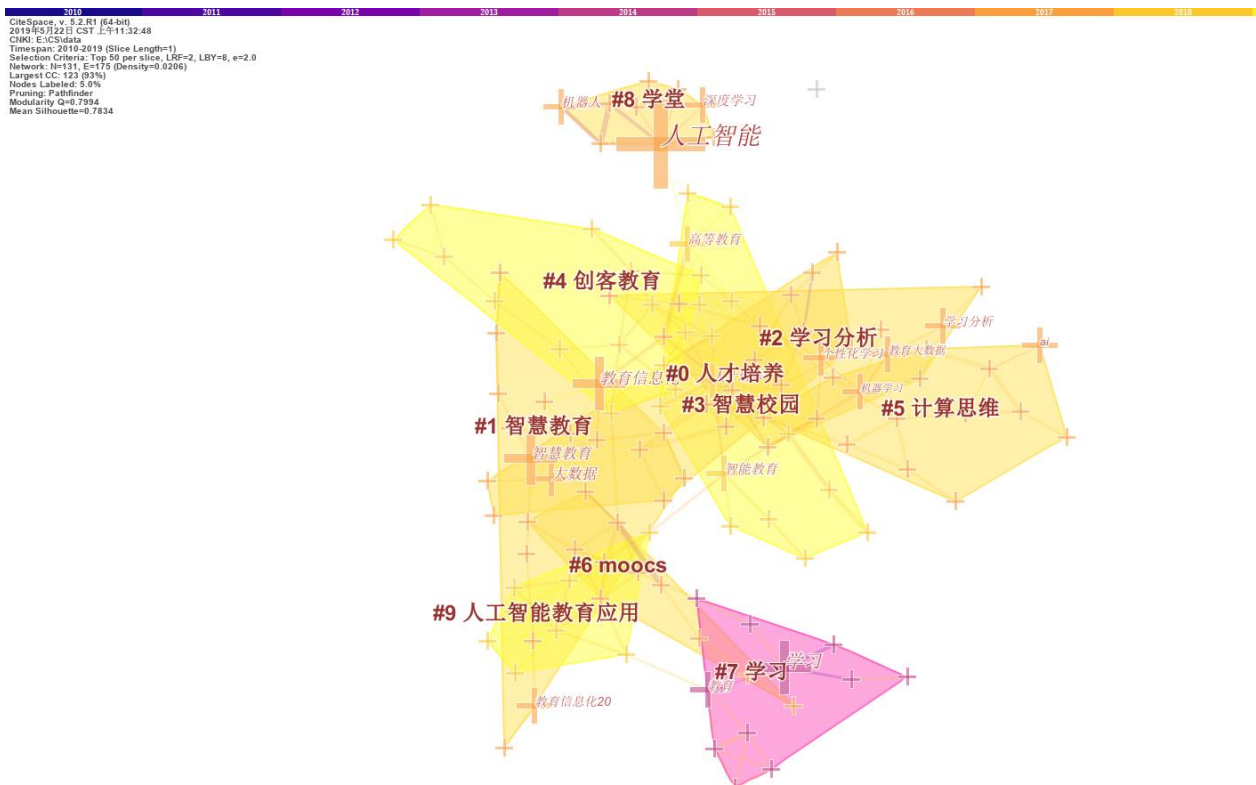 2010 2011 2012 2013 2014 2015 2016 2017 2018
CiteSpace, v. 5.2.R1 (64-bit)
2019年5月22日 CST 上午11:32:48
CNKI: E:\CS\data
Timespan: 2010-2019 (Slice Length=1)
Selection Criteria: Top 50 per slice, LRF=2, LBY=8, e=2.0
Network: N=131, E=175 (Density=0.0206)
Largest CC: 123 (93%)
Nodes Labeled: 5.0%
Pruning: Pathfinder
Modularity Q=0.7994
Mean Silhouette=0.7834
机器人 #8 学堂 深度学习
人工智能
高等教育
#4 创客教育
学习分析
#2 学习分析
ai
个性化学习 教育大数据
教育信息化 #0 人才培养
机器学习
#3 智慧校园 #5 计算思维
#1 智慧教育
智慧教育
大数据 智能教育
#6 moocs
#9 人工智能教育应用
学习
#7 学习
教育
教育信息化20